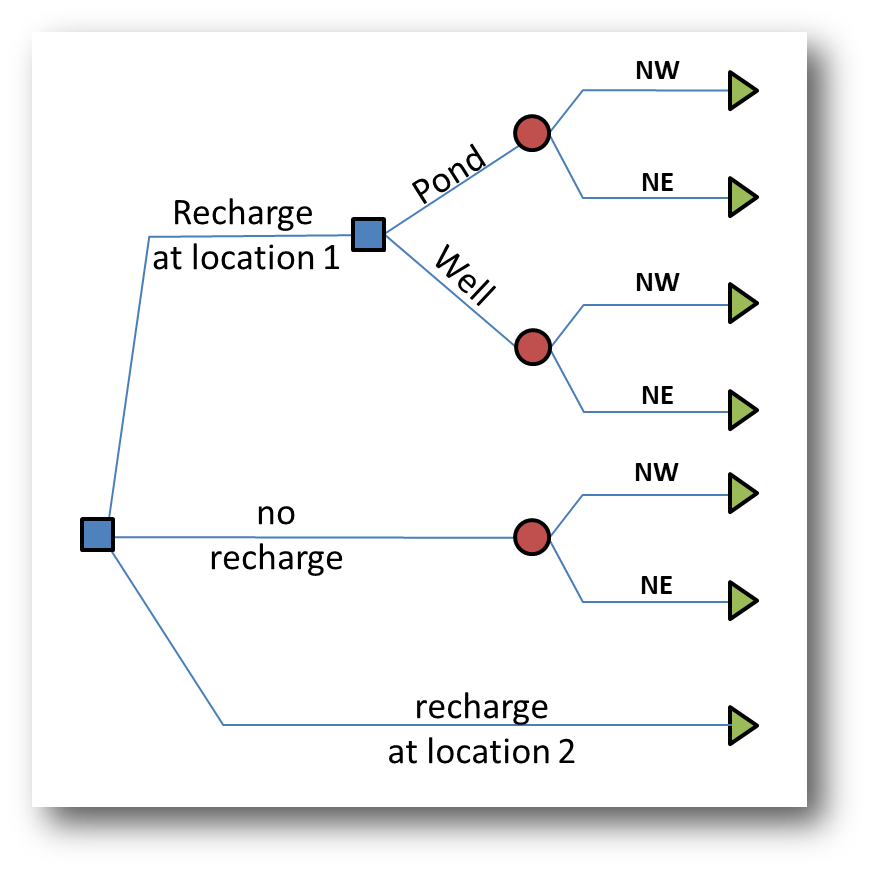 NW
Pond
NE
Recharge
at location 1
Well
NW
NE
NW
no
recharge
NE
recharge
at location 2